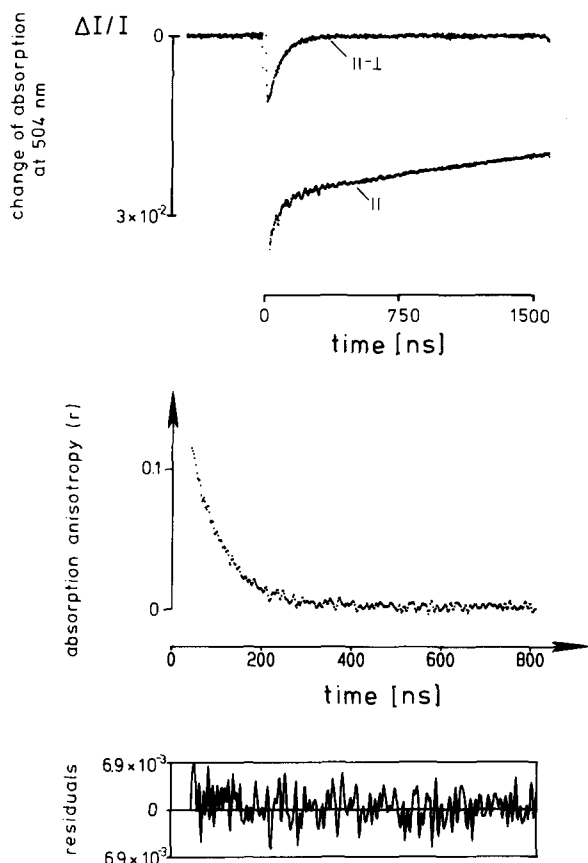 ΔI/I
change of absorption
at 504 nm
0
3×10⁻²
⊥-||
||
0 750 1500
time [ns]
absorption anisotropy (r)
0.1
0
0 200 400 600 800
time [ns]
residuals
6.9×10⁻³
0
6.9×10⁻³